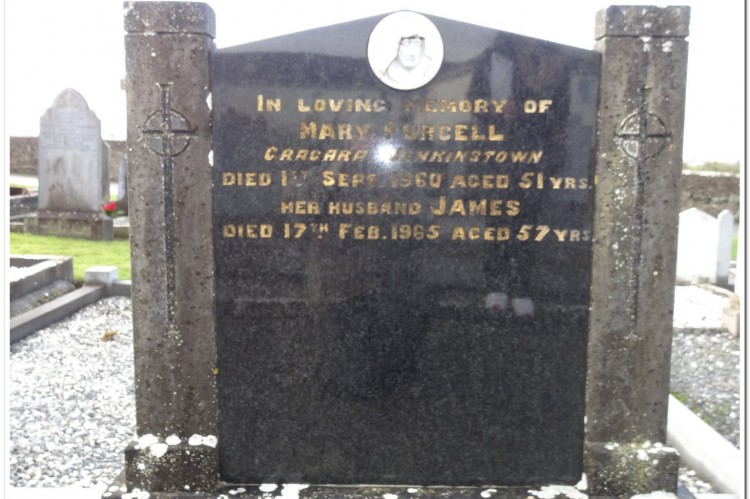 IN LOVING MEMORY OF
MARY PURCELL
CRAGARA JENKINSTOWN
DIED 1ST SEPT. 1960 AGED 51 YRS.
HER HUSBAND JAMES
DIED 17TH FEB. 1965 AGED 57 YRS.